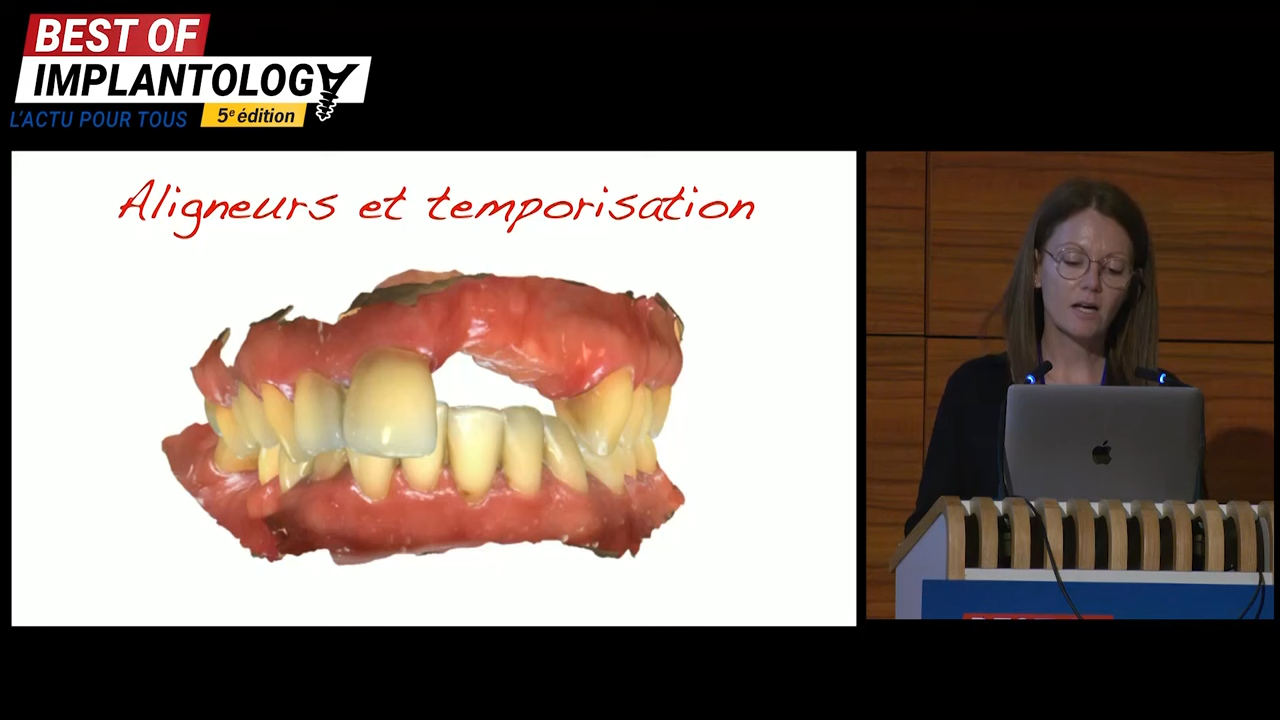 BEST OF
IMPLANTOLOGY
L'ACTU POUR TOUS
5e édition
Aligneurs et temporisation